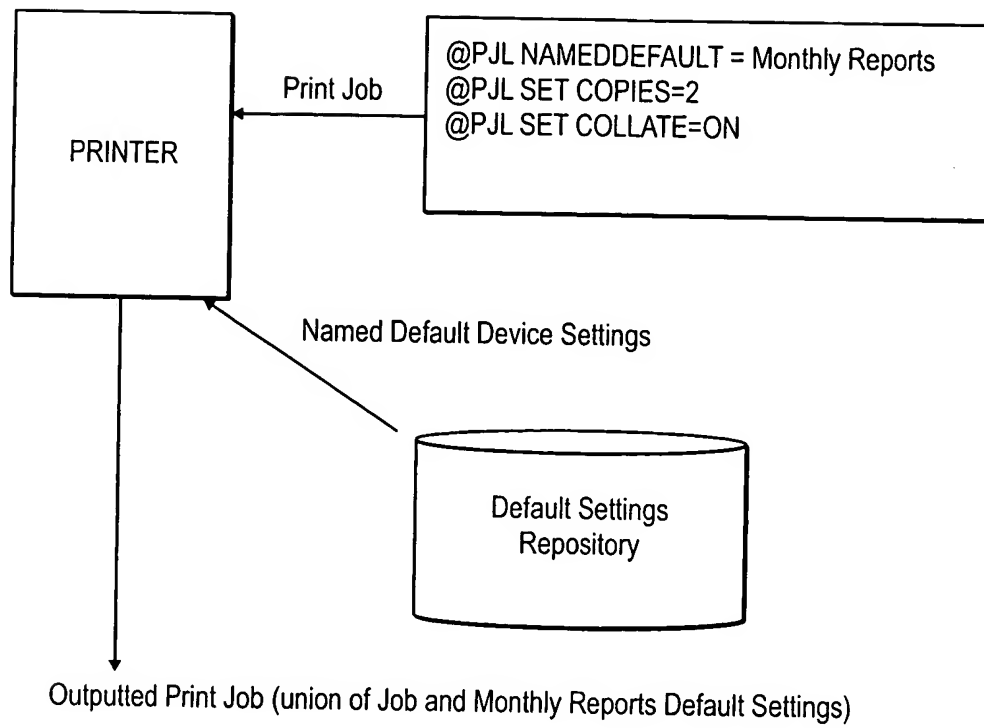 @PJL NAMEDDEFAULT = Monthly Reports
@PJL SET COPIES=2
@PJL SET COLLATE=ON
Print Job
PRINTER
Named Default Device Settings
Default Settings
Repository
Outputted Print Job (union of Job and Monthly Reports Default Settings)